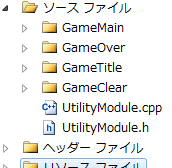 ソース ファイル
GameMain
GameOver
GameTitle
GameClear
UtilityModule.cpp
UtilityModule.h
ヘッダー ファイル
リソース ファイル